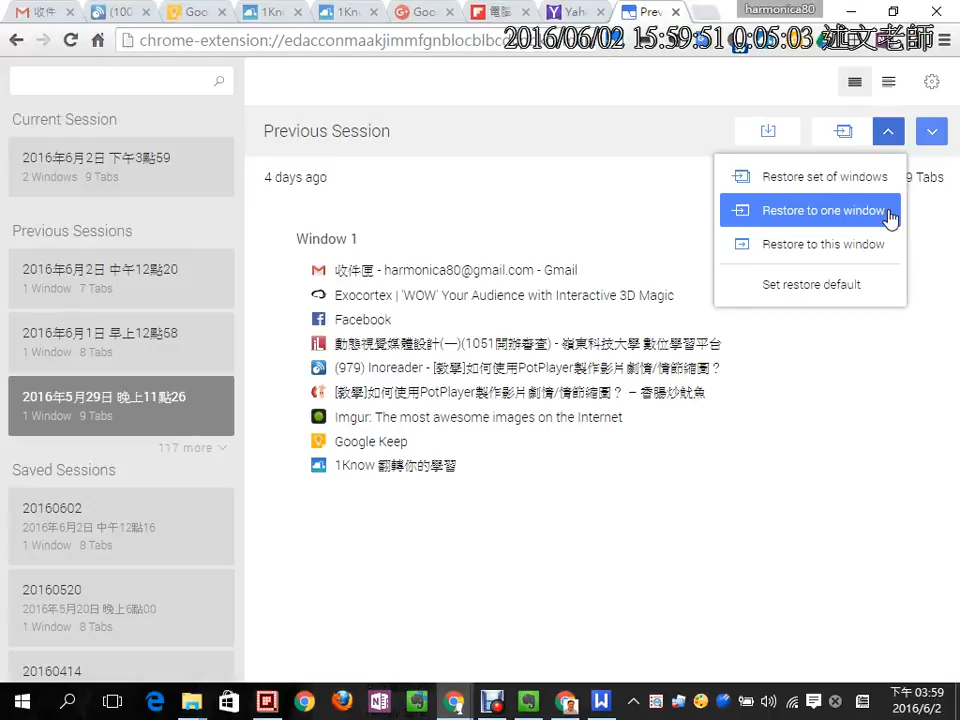 收件
(100
Goo
1Kn
1Kn
Goo
電腦
Yah
Prev
harmonica80
chrome-extension://edacconmaakjimmfgnblocblbcd
2016/06/02 15:59:51 0:05:03 述文老師
Current Session
2016年6月2日 下午3點59
2 Windows 9 Tabs
Previous Sessions
2016年6月2日 中午12點20
1 Window 7 Tabs
2016年6月1日 早上12點58
1 Window 8 Tabs
2016年5月29日 晚上11點26
1 Window 9 Tabs
117 more
Saved Sessions
20160602
2016年6月2日 中午12點16
1 Window 8 Tabs
20160520
2016年5月20日 晚上6點00
1 Window 8 Tabs
20160414
Previous Session
4 days ago
9 Tabs
Restore set of windows
Restore to one window
Restore to this window
Set restore default
Window 1
收件匣 - harmonica80@gmail.com - Gmail
Exocortex | 'WOW' Your Audience with Interactive 3D Magic
Facebook
動態視覺媒體設計(一)(1051開辦審查) - 嶺東科技大學 數位學習平台
(979) Inoreader - [教學]如何使用PotPlayer製作影片劇情/情節縮圖？
[教學]如何使用PotPlayer製作影片劇情/情節縮圖？ – 香腸炒魷魚
Imgur: The most awesome images on the Internet
Google Keep
1Know 翻轉你的學習
下午 03:59
2016/6/2